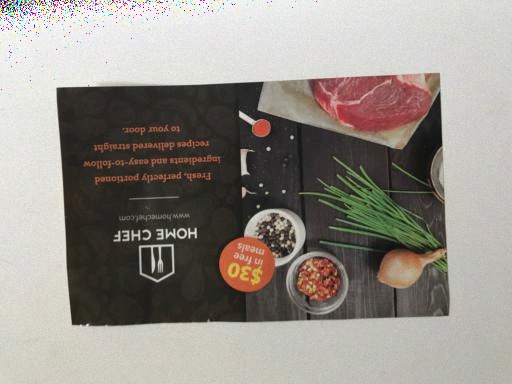 HOME CHEF
www.homechef.com
Fresh, perfectly portioned
ingredients and easy-to-follow
recipes delivered straight
to your door.
$30
in free
meals